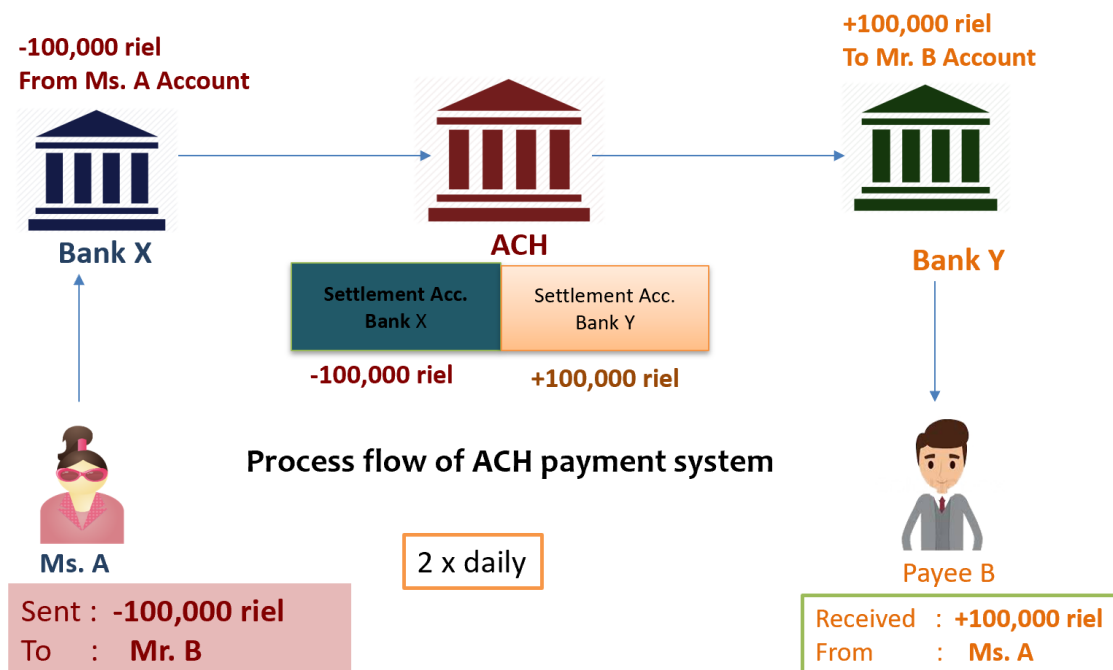 -100,000 riel
From Ms. A Account
+100,000 riel
To Mr. B Account
Bank X
ACH
Bank Y
Settlement Acc.
Bank X
Settlement Acc.
Bank Y
-100,000 riel
+100,000 riel
Process flow of ACH payment system
2 x daily
Ms. A
Payee B
Sent : -100,000 riel
To : Mr. B
Received : +100,000 riel
From : Ms. A